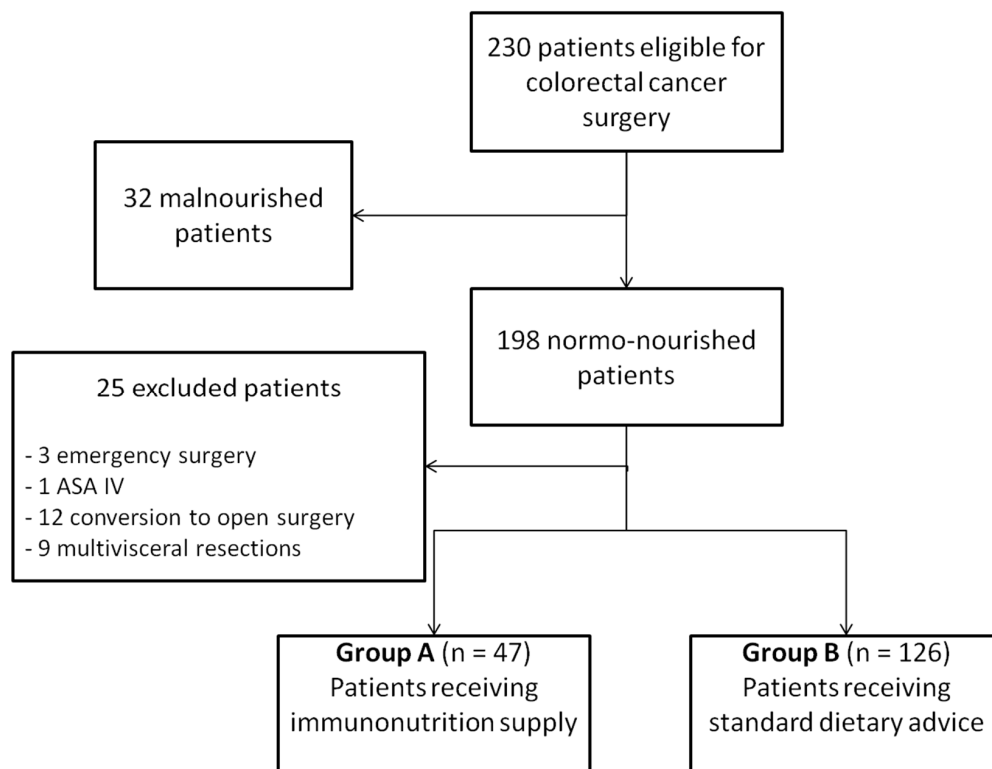 230 patients eligible for
colorectal cancer
surgery
32 malnourished
patients
198 normo-nourished
patients
25 excluded patients
- 3 emergency surgery
- 1 ASA IV
- 12 conversion to open surgery
- 9 multivisceral resections
Group A (n = 47)
Patients receiving
immunonutrition supply
Group B (n = 126)
Patients receiving
standard dietary advice